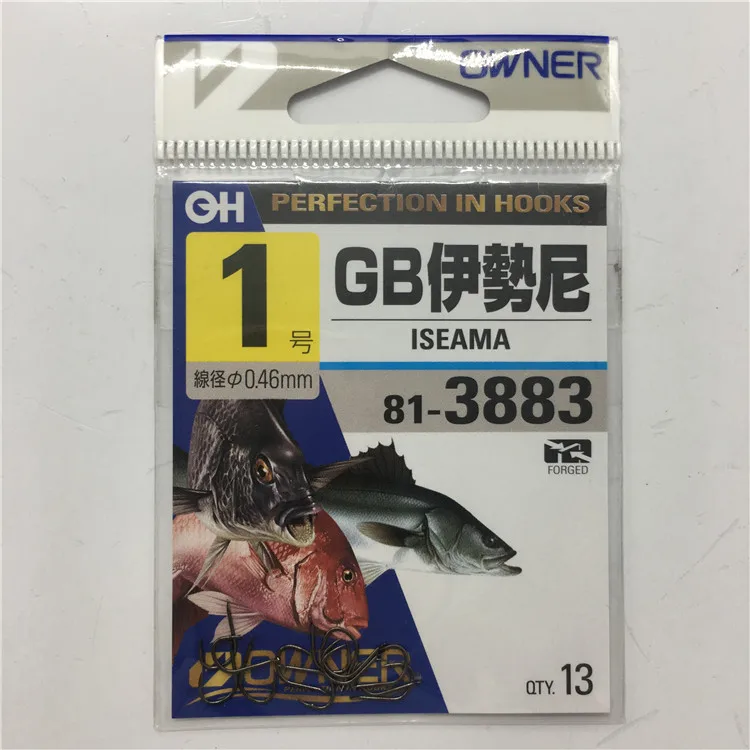 OWNER
OH PERFECTION IN HOOKS
1号
線径φ0.46mm
GB伊勢尼
ISEAMA
81-3883
FORGED
OWNER
QTY. 13